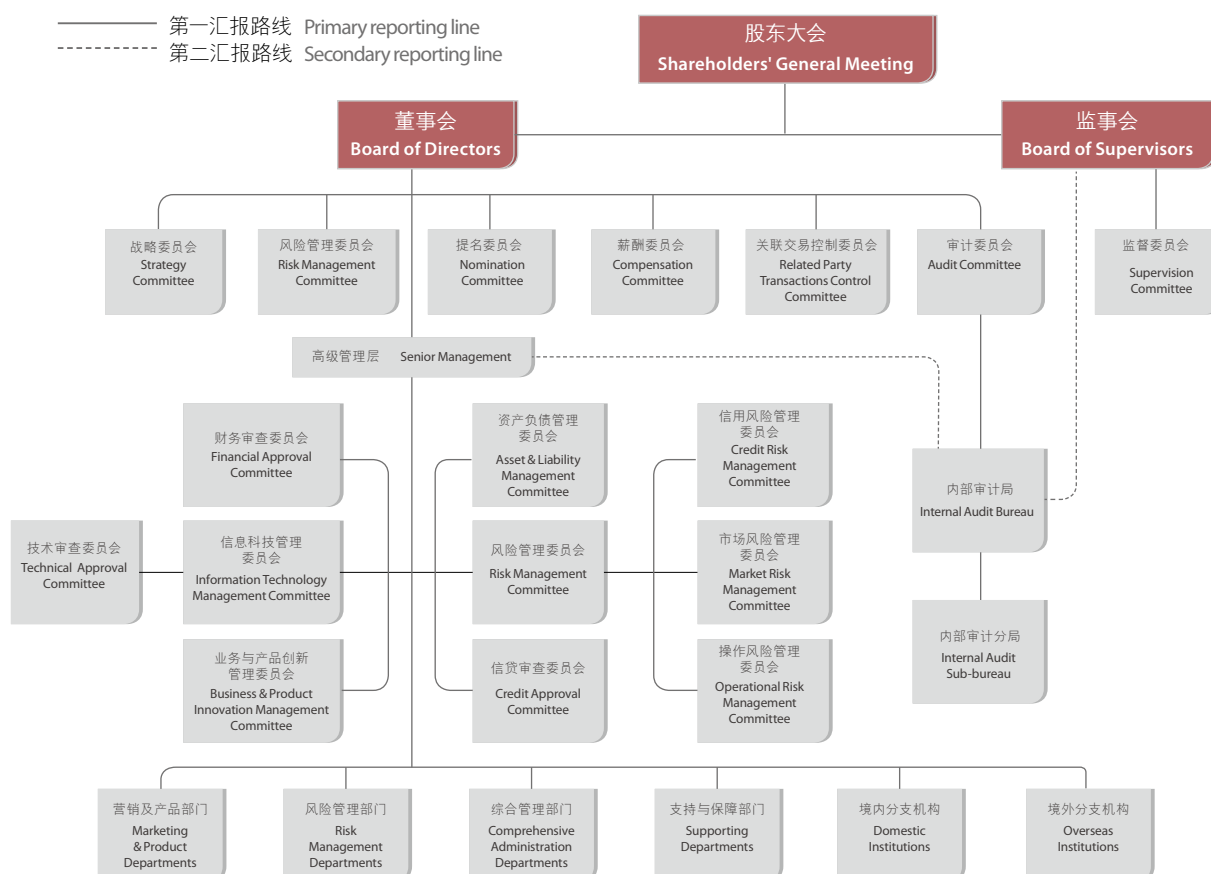 第一汇报路线 Primary reporting line
第二汇报路线 Secondary reporting line
股东大会
Shareholders' General Meeting
董事会
Board of Directors
监事会
Board of Supervisors
战略委员会
Strategy
Committee
风险管理委员会
Risk Management
Committee
提名委员会
Nomination
Committee
薪酬委员会
Compensation
Committee
关联交易控制委员会
Related Party
Transactions Control
Committee
审计委员会
Audit Committee
监督委员会
Supervision
Committee
高级管理层 Senior Management
财务审查委员会
Financial Approval
Committee
资产负债管理
委员会
Asset & Liability
Management
Committee
信用风险管理
委员会
Credit Risk
Management
Committee
内部审计局
Internal Audit Bureau
技术审查委员会
Technical Approval
Committee
信息科技管理
委员会
Information Technology
Management Committee
风险管理委员会
Risk Management
Committee
市场风险管理
委员会
Market Risk
Management
Committee
业务与产品创新
管理委员会
Business & Product
Innovation Management
Committee
信贷审查委员会
Credit Approval
Committee
操作风险管理
委员会
Operational Risk
Management
Committee
内部审计分局
Internal Audit
Sub-bureau
营销及产品部门
Marketing
& Product
Departments
风险管理部门
Risk
Management
Departments
综合管理部门
Comprehensive
Administration
Departments
支持与保障部门
Supporting
Departments
境内分支机构
Domestic
Institutions
境外分支机构
Overseas
Institutions